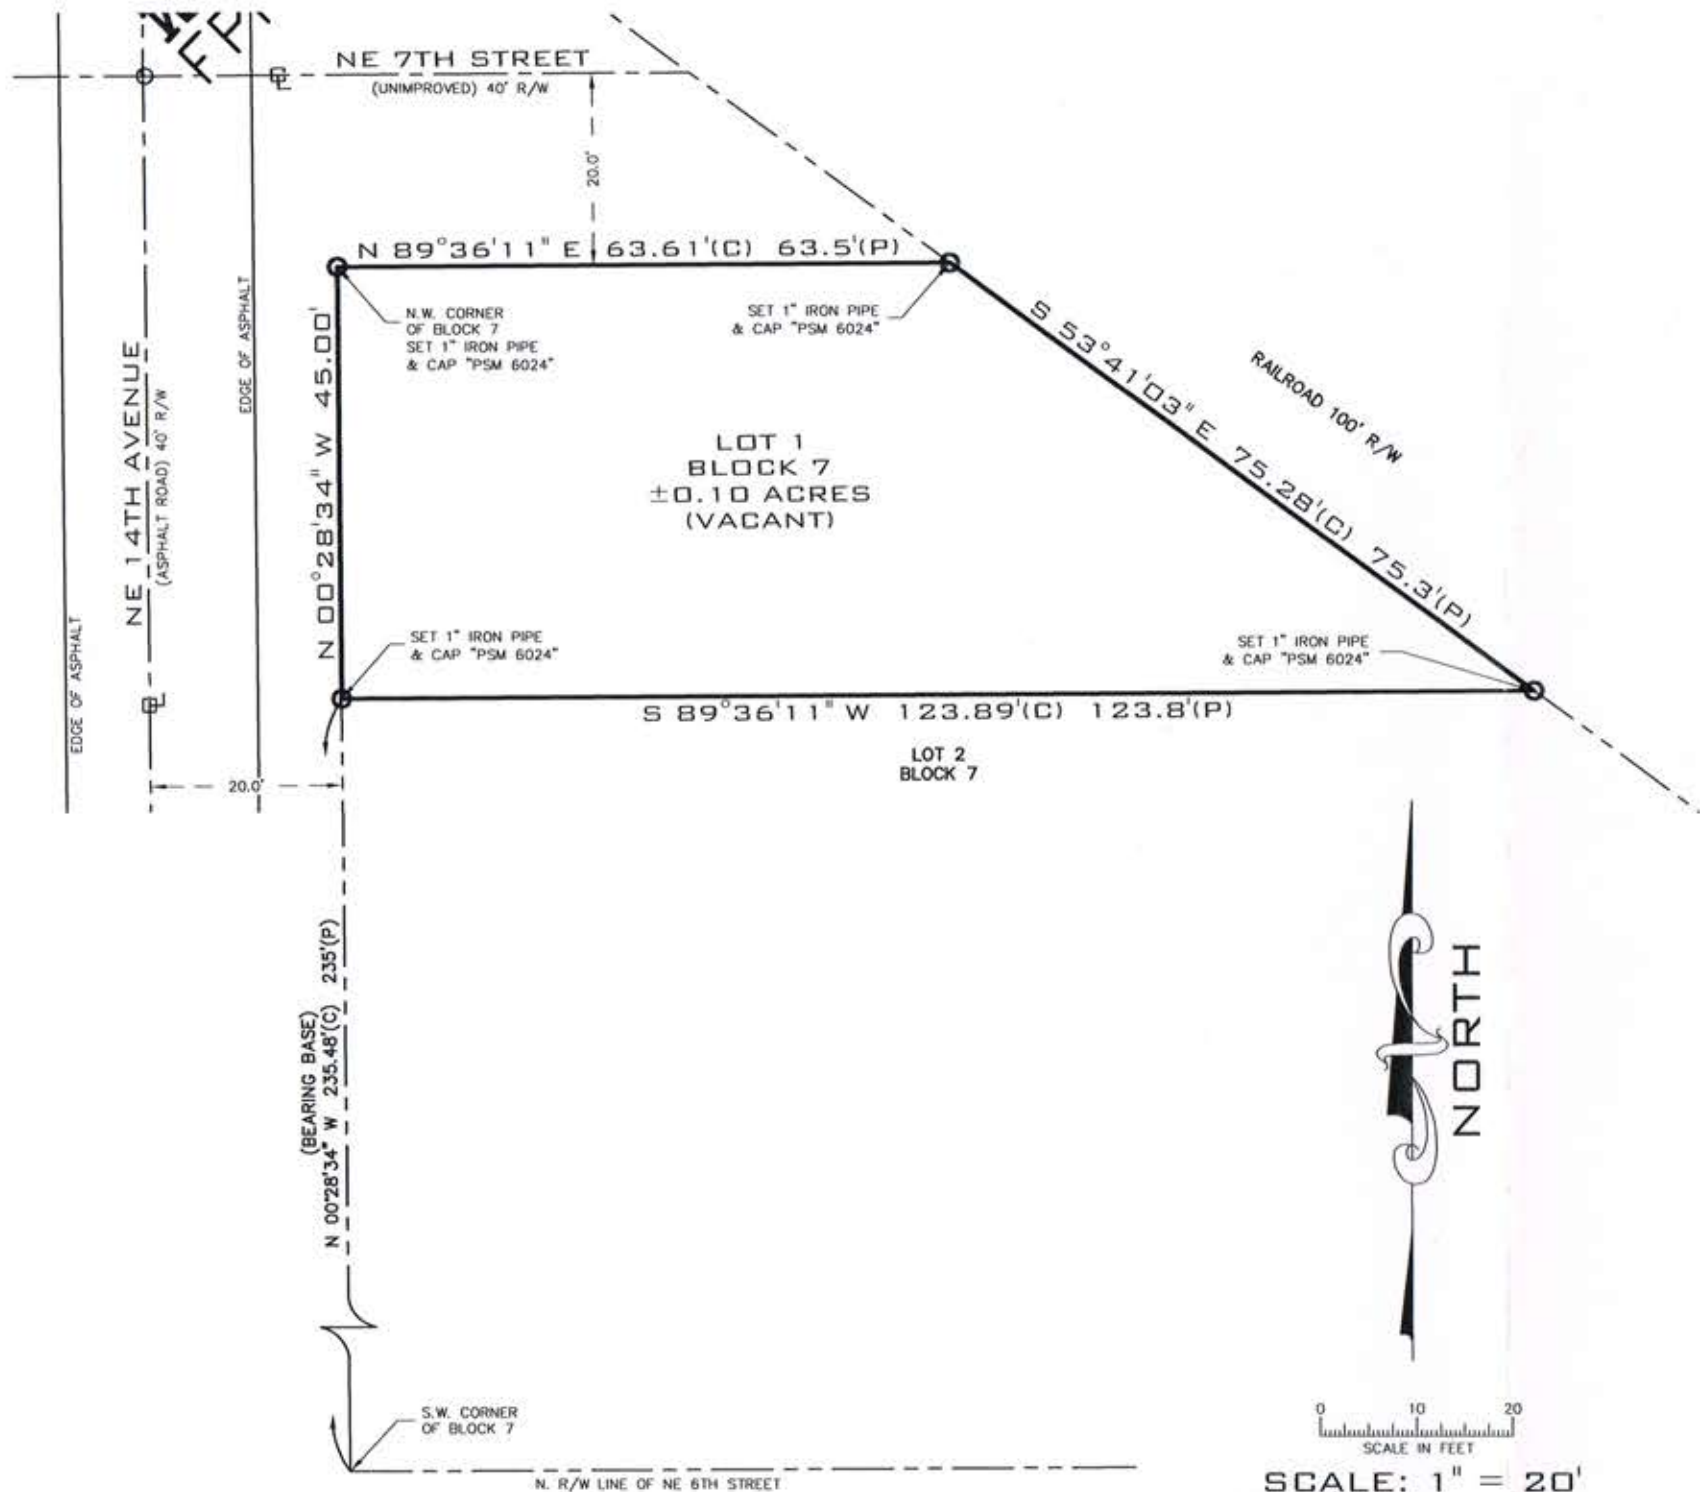 NE 7TH STREET
(UNIMPROVED) 40' R/W
20.0'
N 89°36'11" E 63.61'(C) 63.5'(P)
N.W. CORNER
OF BLOCK 7
SET 1" IRON PIPE
& CAP "PSM 6024"
SET 1" IRON PIPE
& CAP "PSM 6024"
S 53°41'03" E 75.28'(C) 75.3'(P)
RAILROAD 100' R/W
EDGE OF ASPHALT
NE 14TH AVENUE
(ASPHALT ROAD) 40' R/W
EDGE OF ASPHALT
N 00°28'34" W 45.00'
LOT 1
BLOCK 7
±0.10 ACRES
(VACANT)
SET 1" IRON PIPE
& CAP "PSM 6024"
SET 1" IRON PIPE
& CAP "PSM 6024"
S 89°36'11" W 123.89'(C) 123.8'(P)
LOT 2
BLOCK 7
20.0'
(BEARING BASE)
N 00°28'34" W 235.48'(C) 235'(P)
NORTH
S.W. CORNER
OF BLOCK 7
N. R/W LINE OF NE 6TH STREET
0 10 20
SCALE IN FEET
SCALE: 1" = 20'